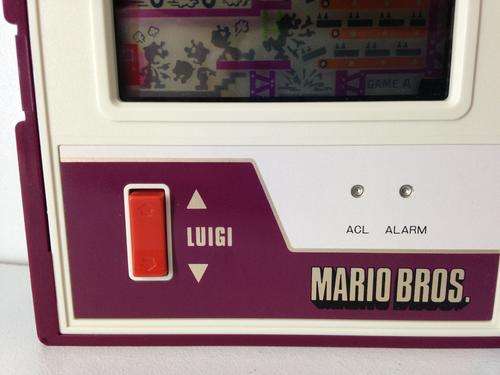 GAME A
LUIGI
ACL ALARM
MARIO BROS.